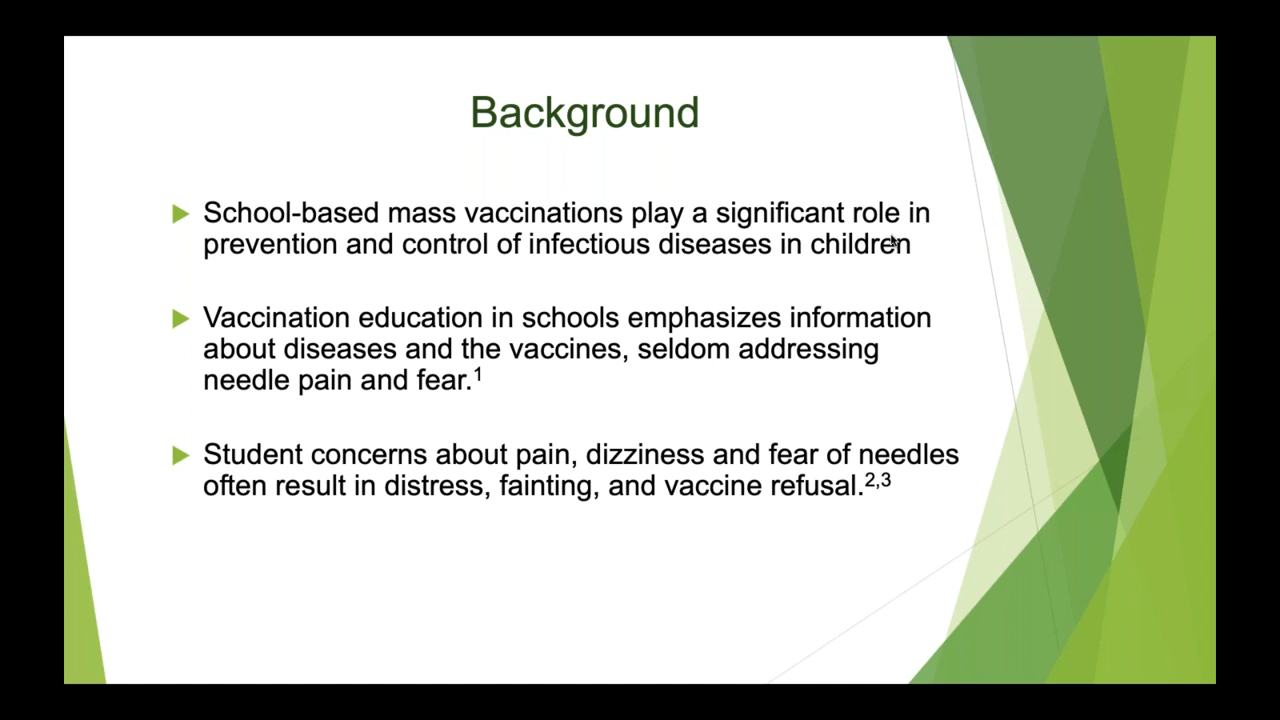 Background
School-based mass vaccinations play a significant role in
prevention and control of infectious diseases in children
Vaccination education in schools emphasizes information
about diseases and the vaccines, seldom addressing
needle pain and fear.¹
Student concerns about pain, dizziness and fear of needles
often result in distress, fainting, and vaccine refusal.²,³